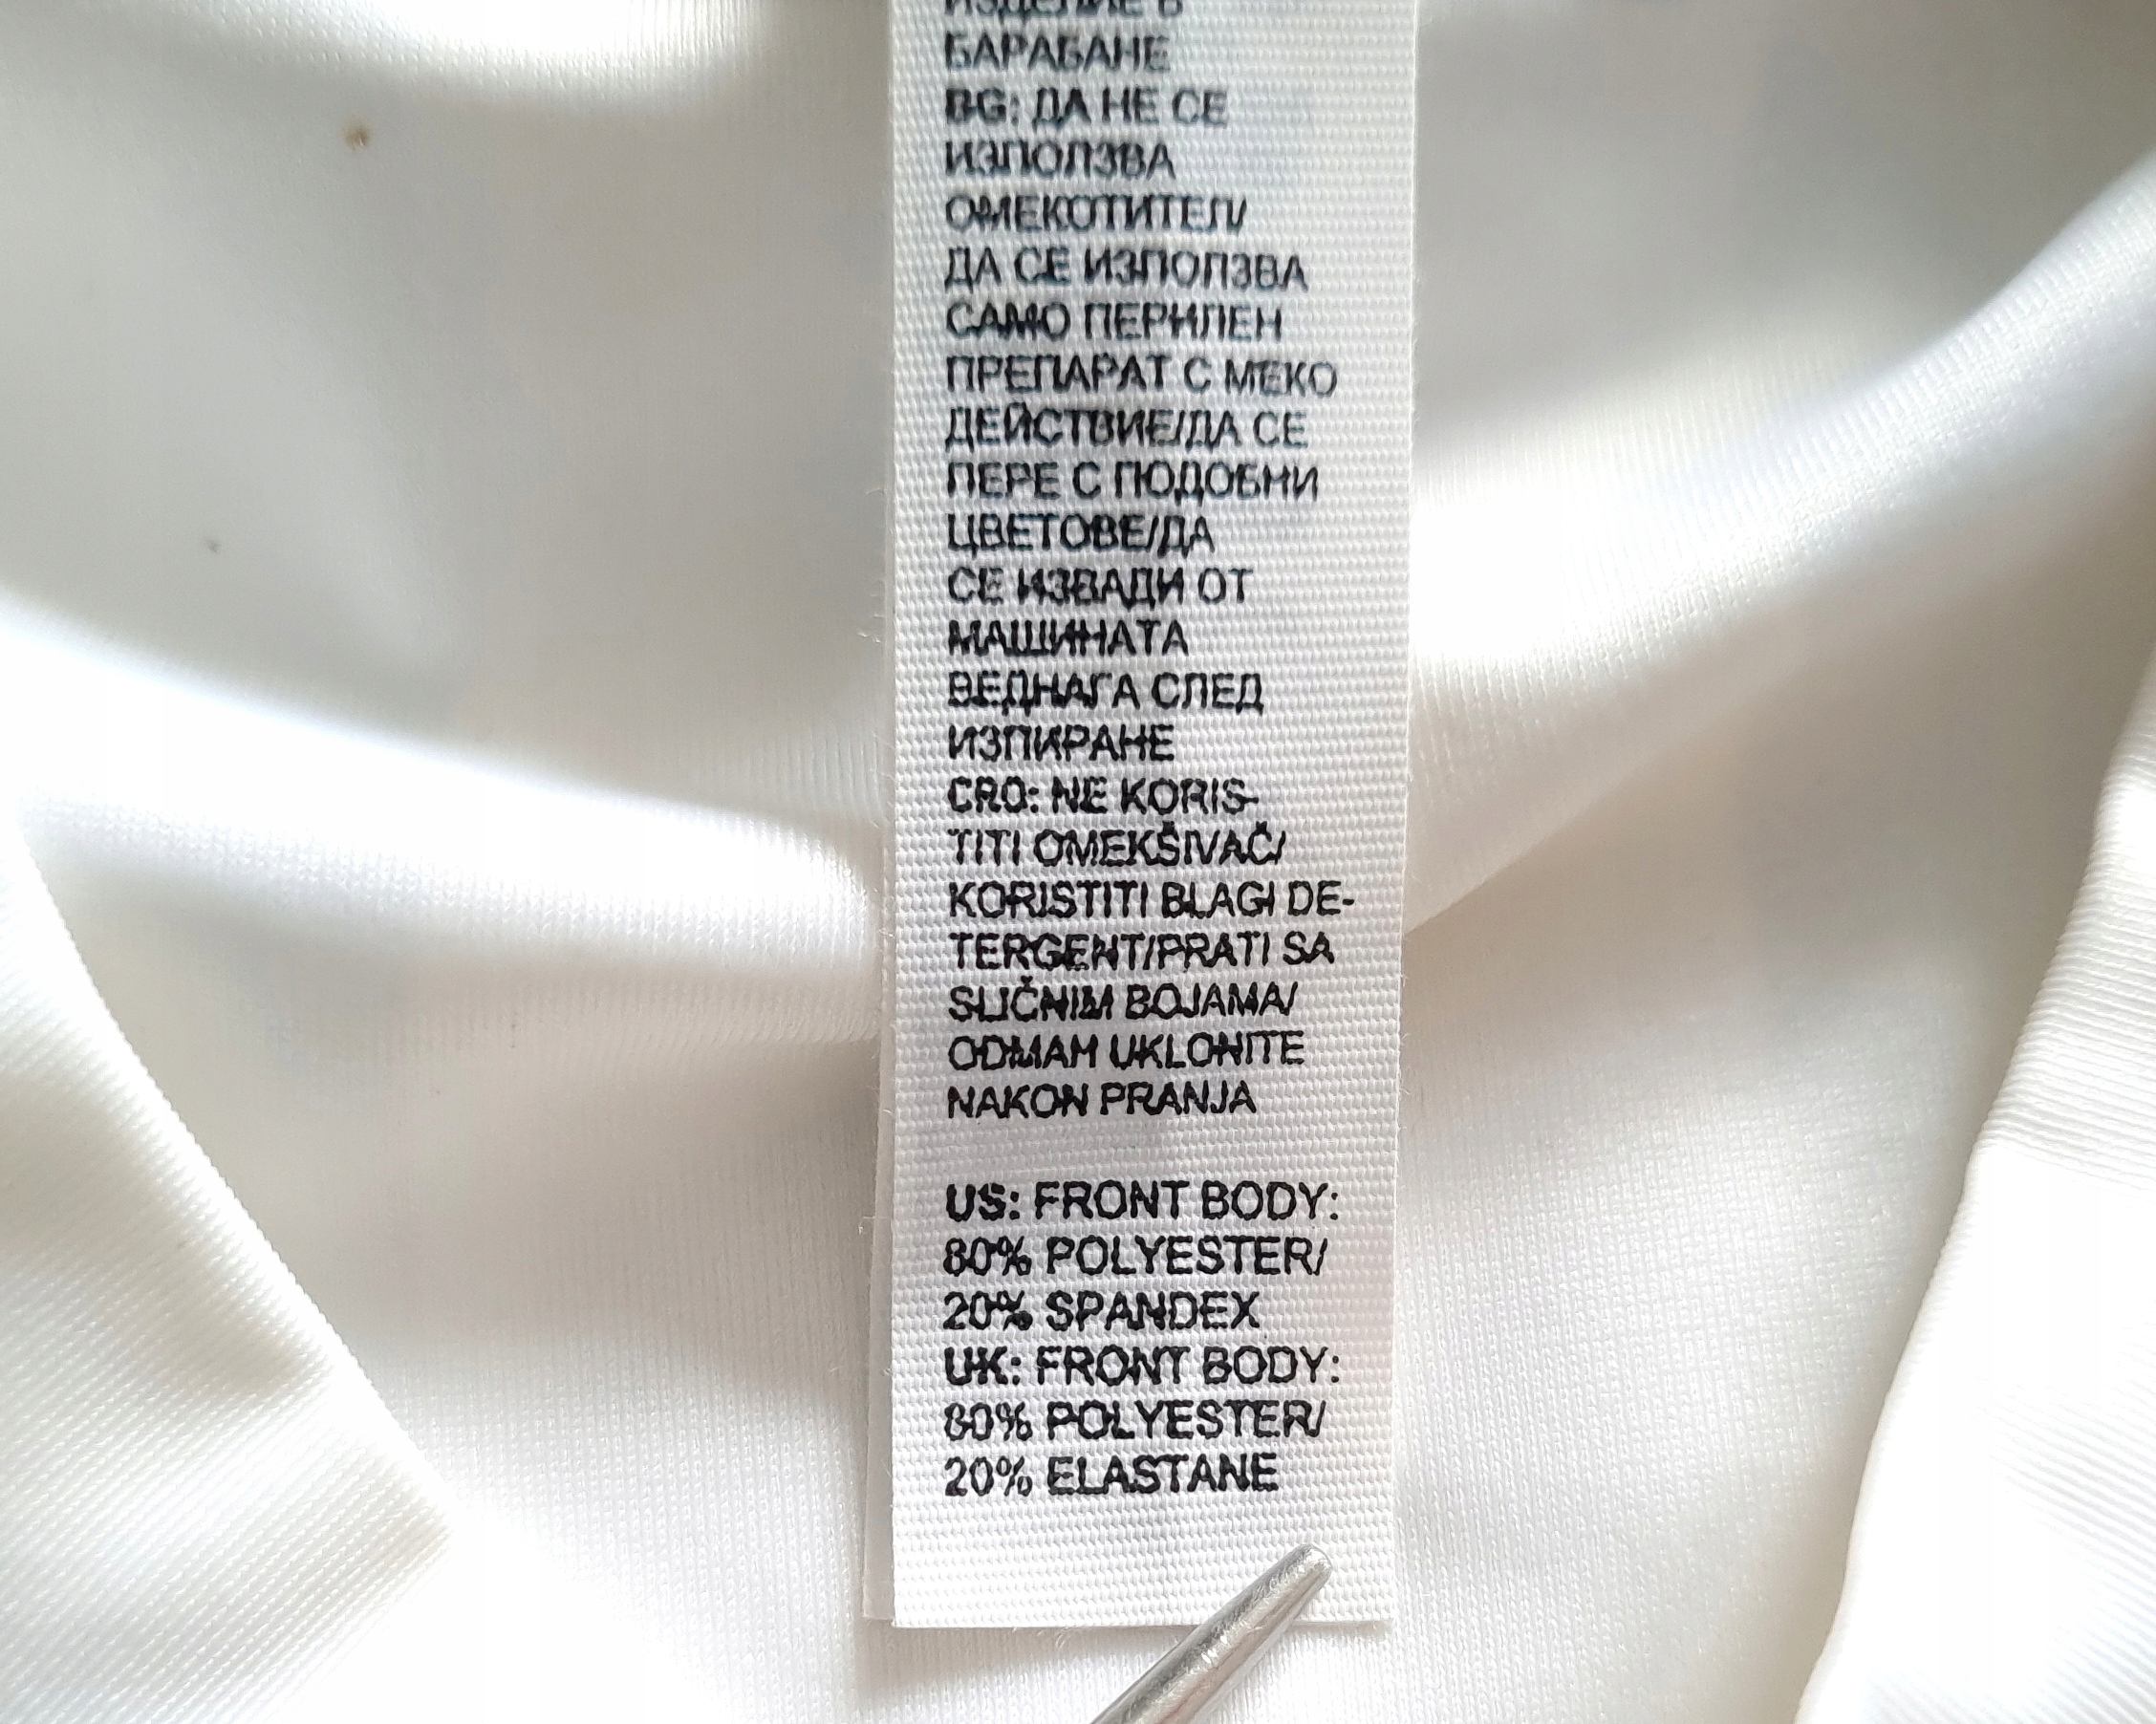 ИЗДЕЛИЕ В
БАРАБАНЕ
BG: ДА НЕ СЕ
ИЗПОЛЗВА
ОМЕКОТИТЕЛ/
ДА СЕ ИЗПОЛЗВА
САМО ПЕРИЛЕН
ПРЕПАРАТ С МЕКО
ДЕЙСТВИЕ/ДА СЕ
ПЕРЕ С ПОДОБНИ
ЦВЕТОВЕ/ДА
СЕ ИЗВАДИ ОТ
МАШИНАТА
ВЕДНАГА СЛЕД
ИЗПИРАНЕ
CRO: NE KORIS-
TITI OMEKŠIVAČ/
KORISTITI BLAGI DE-
TERGENT/PRATI SA
SLIČNIM BOJAMA/
ODMAH UKLONITE
NAKON PRANJA
US: FRONT BODY:
80% POLYESTER/
20% SPANDEX
UK: FRONT BODY:
80% POLYESTER/
20% ELASTANE